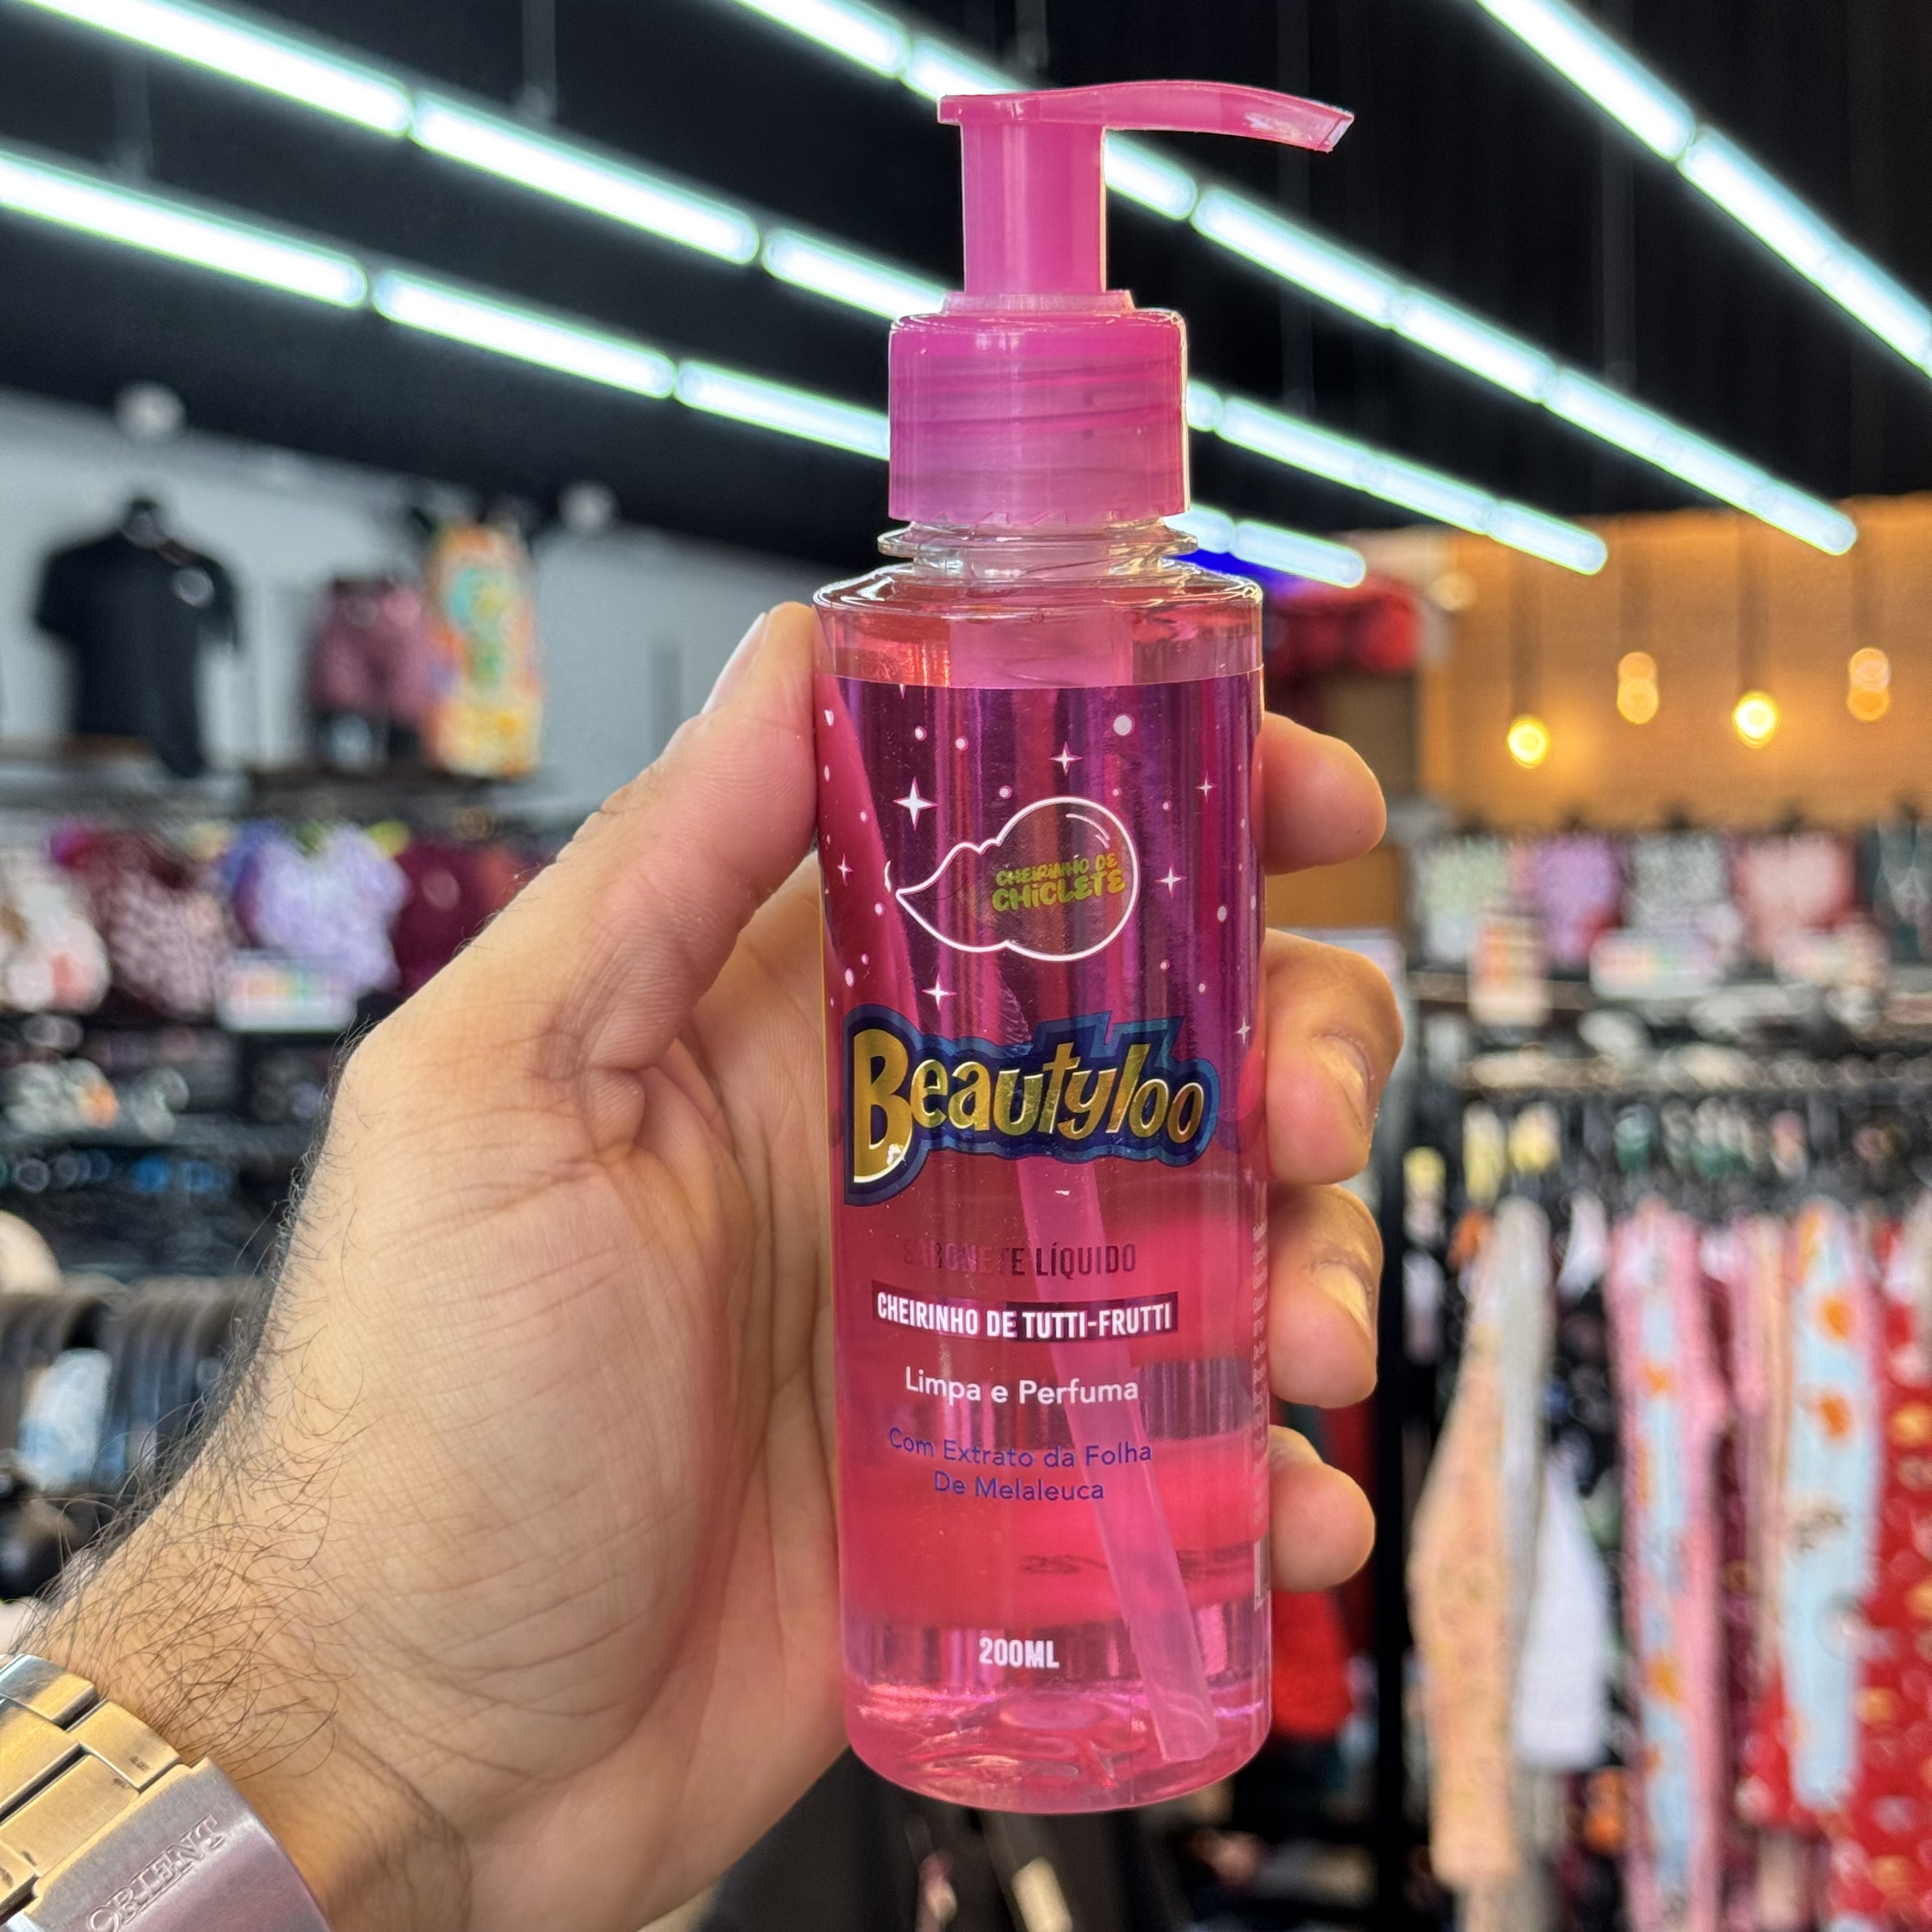 CHEIRINHO DE
CHICLETE
Beautyloo
SABONETE LÍQUIDO
CHEIRINHO DE TUTTI-FRUTTI
Limpa e Perfuma
Com Extrato da Folha
De Melaleuca
200ML
ORIENT